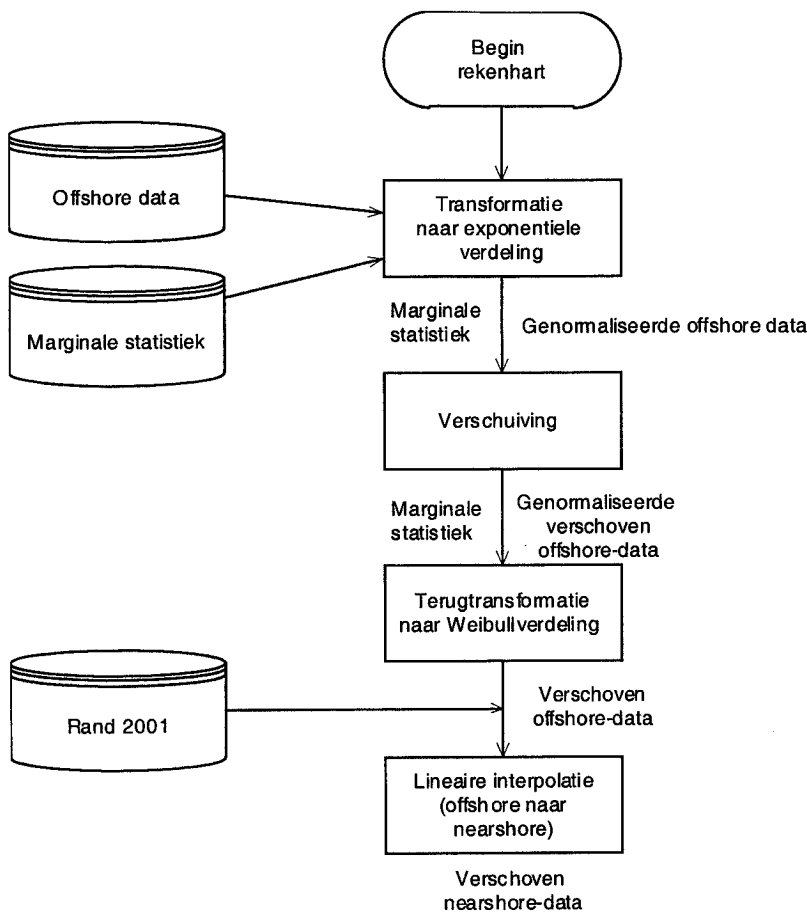 Begin
rekenhart
Offshore data
Transformatie
naar exponentiele
verdeling
Marginale statistiek
Marginale
statistiek
Genormaliseerde offshore data
Verschuiving
Marginale
statistiek
Genormaliseerde
verschoven
offshore-data
Terugtransformatie
naar Weibullverdeling
Rand 2001
Verschoven
offshore-data
Lineaire interpolatie
(offshore naar
nearshore)
Verschoven
nearshore-data